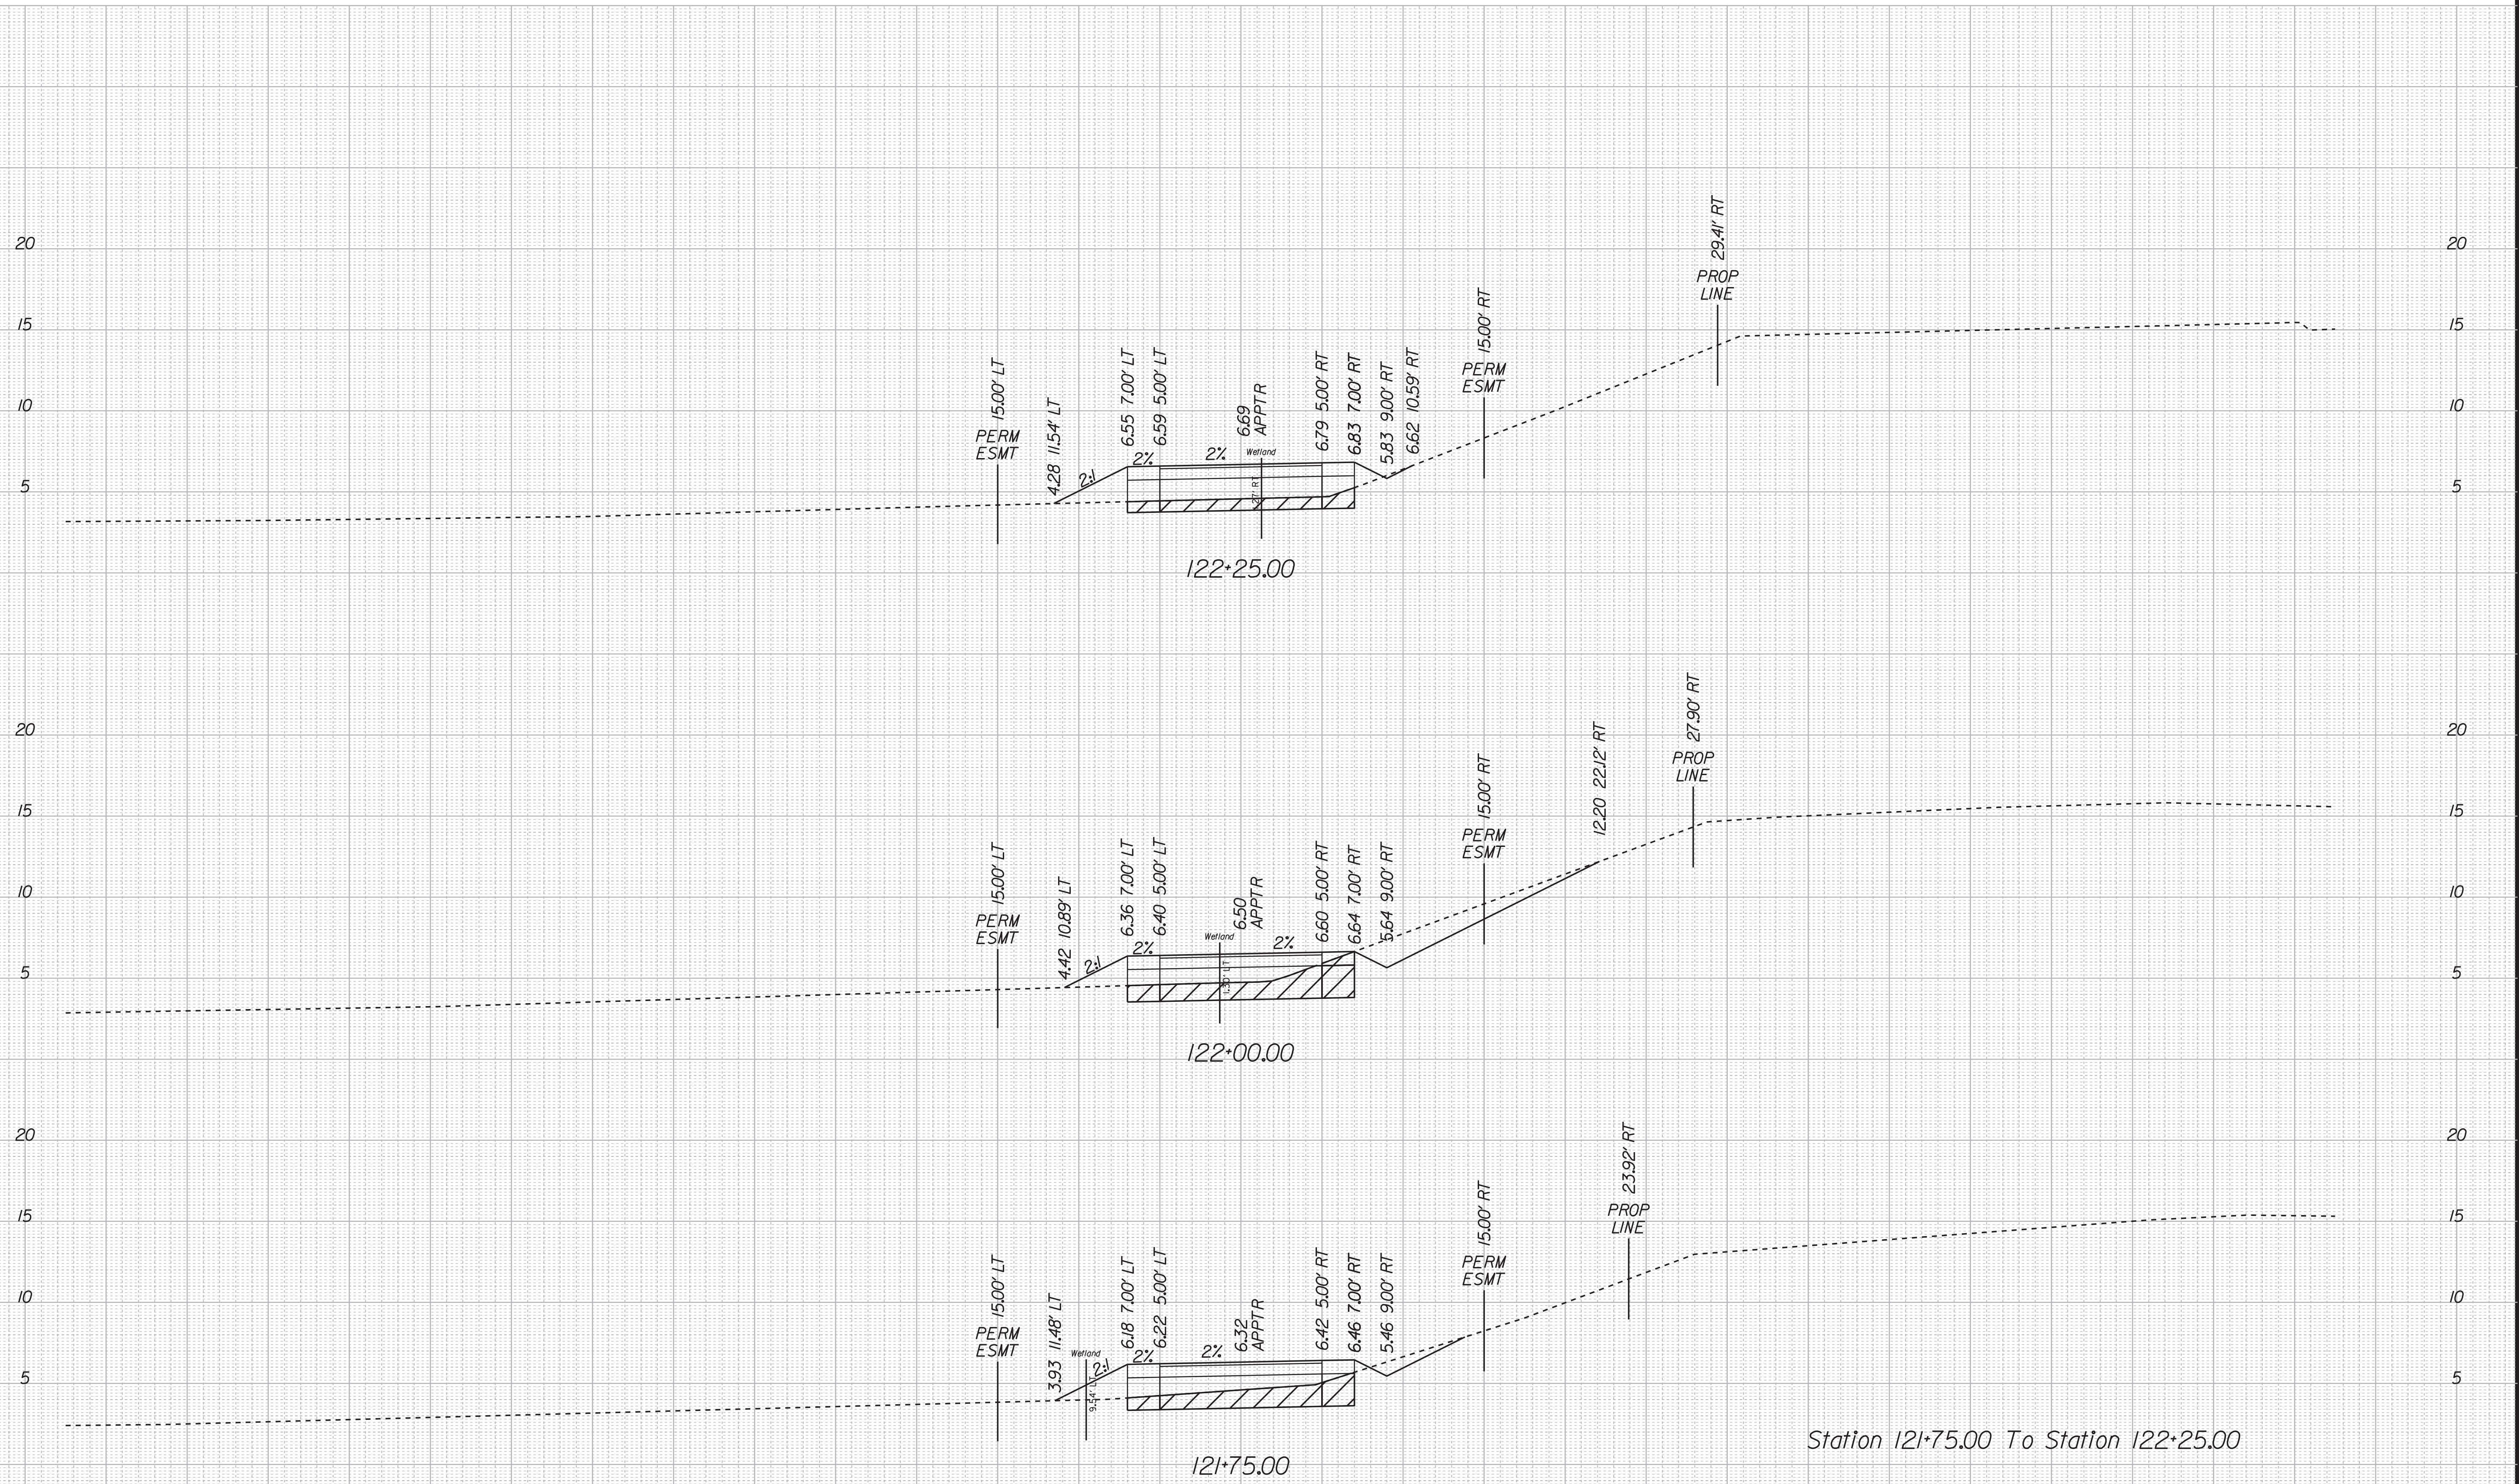 29.41' RT
20
20
PROP
LINE
15.00' RT
15
15
PERM
ESMT
15.00' LT
6.55 7.00' LT
6.59 5.00' LT
6.69
APPTR
6.79 5.00' RT
6.83 7.00' RT
5.83 9.00' RT
6.62 10.59' RT
10
10
PERM
ESMT
4.28 11.54' LT
2:1
2%
2%
Wetland
5
5
122+25.00
27.90' RT
20
20
12.20 22.12' RT
PROP
LINE
15.00' RT
15
15
PERM
ESMT
15.00' LT
4.42 10.89' LT
6.36 7.00' LT
6.40 5.00' LT
6.50
APPTR
6.60 5.00' RT
6.64 7.00' RT
5.64 9.00' RT
10
10
PERM
ESMT
2:1
2%
Wetland
2%
1.30' LT
5
5
122+00.00
20
20
23.92' RT
PROP
LINE
15
15
15.00' RT
PERM
ESMT
15.00' LT
3.93 11.48' LT
6.18 7.00' LT
6.22 5.00' LT
6.32
APPTR
6.42 5.00' RT
6.46 7.00' RT
5.46 9.00' RT
10
10
PERM
ESMT
Wetland
2:1
2%
2%
9.54' LT
5
5
121+75.00
Station 121+75.00 To Station 122+25.00